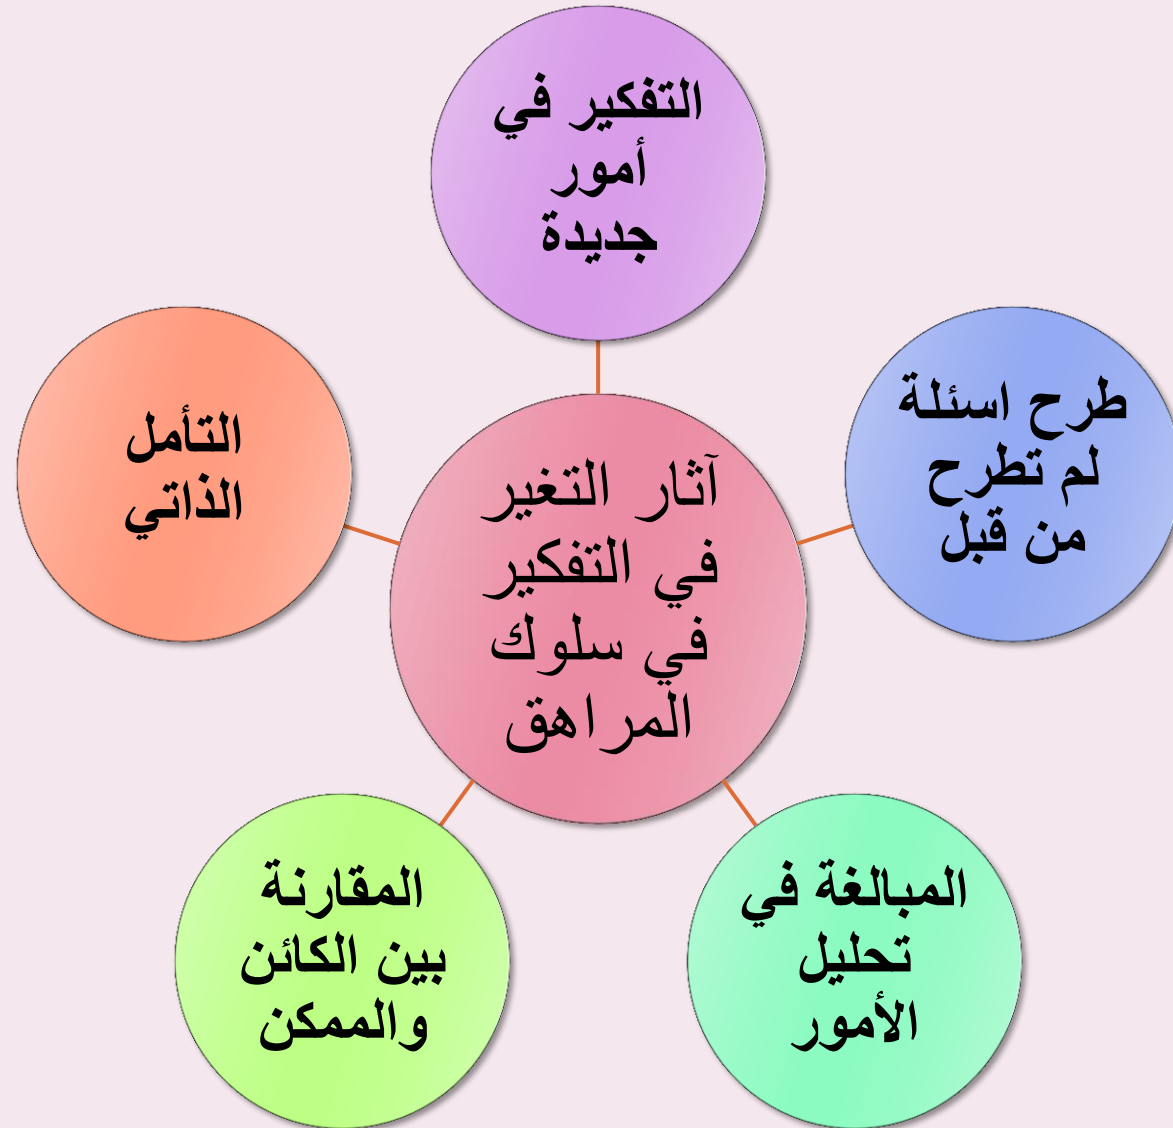 التفكير في
أمور
جديدة
طرح اسئلة
لم تطرح
من قبل
التأمل
الذاتي
آثار التغير
في التفكير
في سلوك
المراهق
المبالغة في
تحليل
الأمور
المقارنة
بين الكائن
والممكن